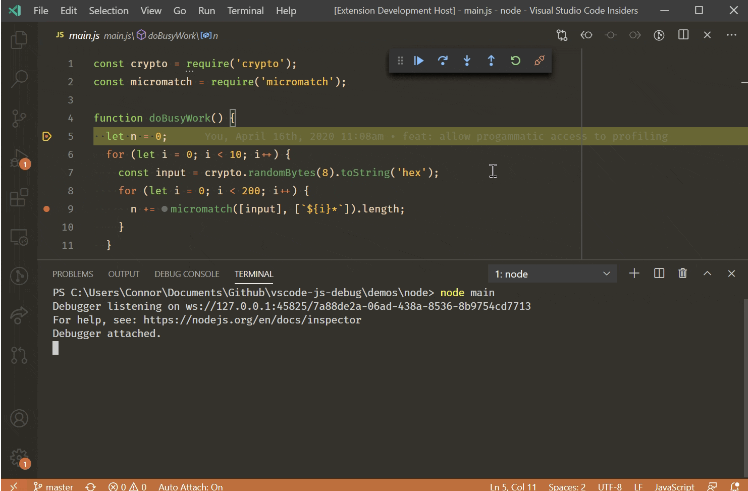 File Edit Selection View Go Run Terminal Help [Extension Development Host] - main.js - node - Visual Studio Code Insiders
JS main.js main.js\ doBusyWork\ n
1 const crypto = require('crypto');
2 const micromatch = require('micromatch');
3
4 function doBusyWork() {
5 let n = 0; You, April 16th, 2020 11:08am • feat: allow progammatic access to profiling
6 for (let i = 0; i < 10; i++) {
7 const input = crypto.randomBytes(8).toString('hex');
8 for (let i = 0; i < 200; i++) {
9 n += micromatch([input], [`${i}*`]).length;
10 }
11 }
1
PROBLEMS OUTPUT DEBUG CONSOLE TERMINAL 1: node
PS C:\Users\Connor\Documents\Github\vscode-js-debug\demos\node> node main
Debugger listening on ws://127.0.0.1:45825/7a88de2a-06ad-438a-8536-8b9754cd7713
For help, see: https://nodejs.org/en/docs/inspector
Debugger attached.
1
master 0 0 Auto Attach: On Ln 5, Col 11 Spaces: 2 UTF-8 LF JavaScript